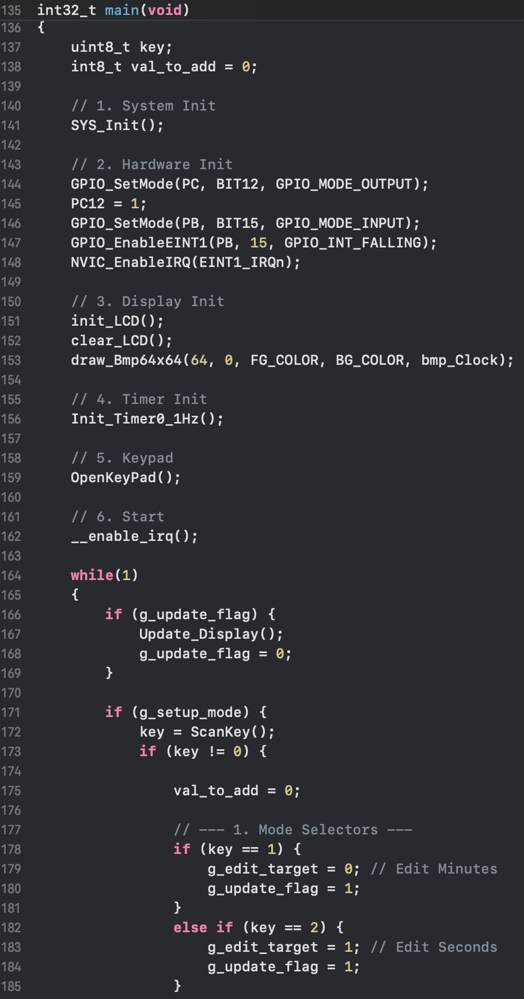 135 int32_t main(void)
136 {
137     uint8_t key;
138     int8_t val_to_add = 0;
139
140     // 1. System Init
141     SYS_Init();
142
143     // 2. Hardware Init
144     GPIO_SetMode(PC, BIT12, GPIO_MODE_OUTPUT);
145     PC12 = 1;
146     GPIO_SetMode(PB, BIT15, GPIO_MODE_INPUT);
147     GPIO_EnableEINT1(PB, 15, GPIO_INT_FALLING);
148     NVIC_EnableIRQ(EINT1_IRQn);
149
150     // 3. Display Init
151     init_LCD();
152     clear_LCD();
153     draw_Bmp64x64(64, 0, FG_COLOR, BG_COLOR, bmp_Clock);
154
155     // 4. Timer Init
156     Init_Timer0_1Hz();
157
158     // 5. Keypad
159     OpenKeyPad();
160
161     // 6. Start
162     __enable_irq();
163
164     while(1)
165     {
166         if (g_update_flag) {
167             Update_Display();
168             g_update_flag = 0;
169         }
170
171         if (g_setup_mode) {
172             key = ScanKey();
173             if (key != 0) {
174
175                 val_to_add = 0;
176
177                 // --- 1. Mode Selectors ---
178                 if (key == 1) {
179                     g_edit_target = 0; // Edit Minutes
180                     g_update_flag = 1;
181                 }
182                 else if (key == 2) {
183                     g_edit_target = 1; // Edit Seconds
184                     g_update_flag = 1;
185                 }